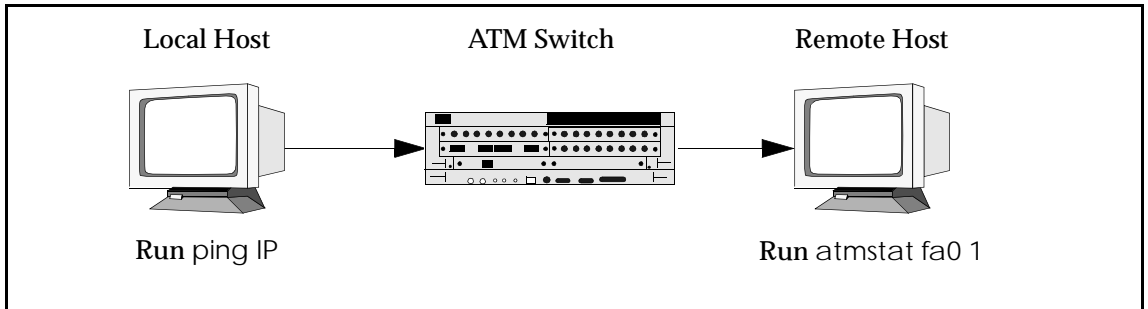 Local Host
ATM Switch
Remote Host
Run ping IP
Run atmstat fa0 1